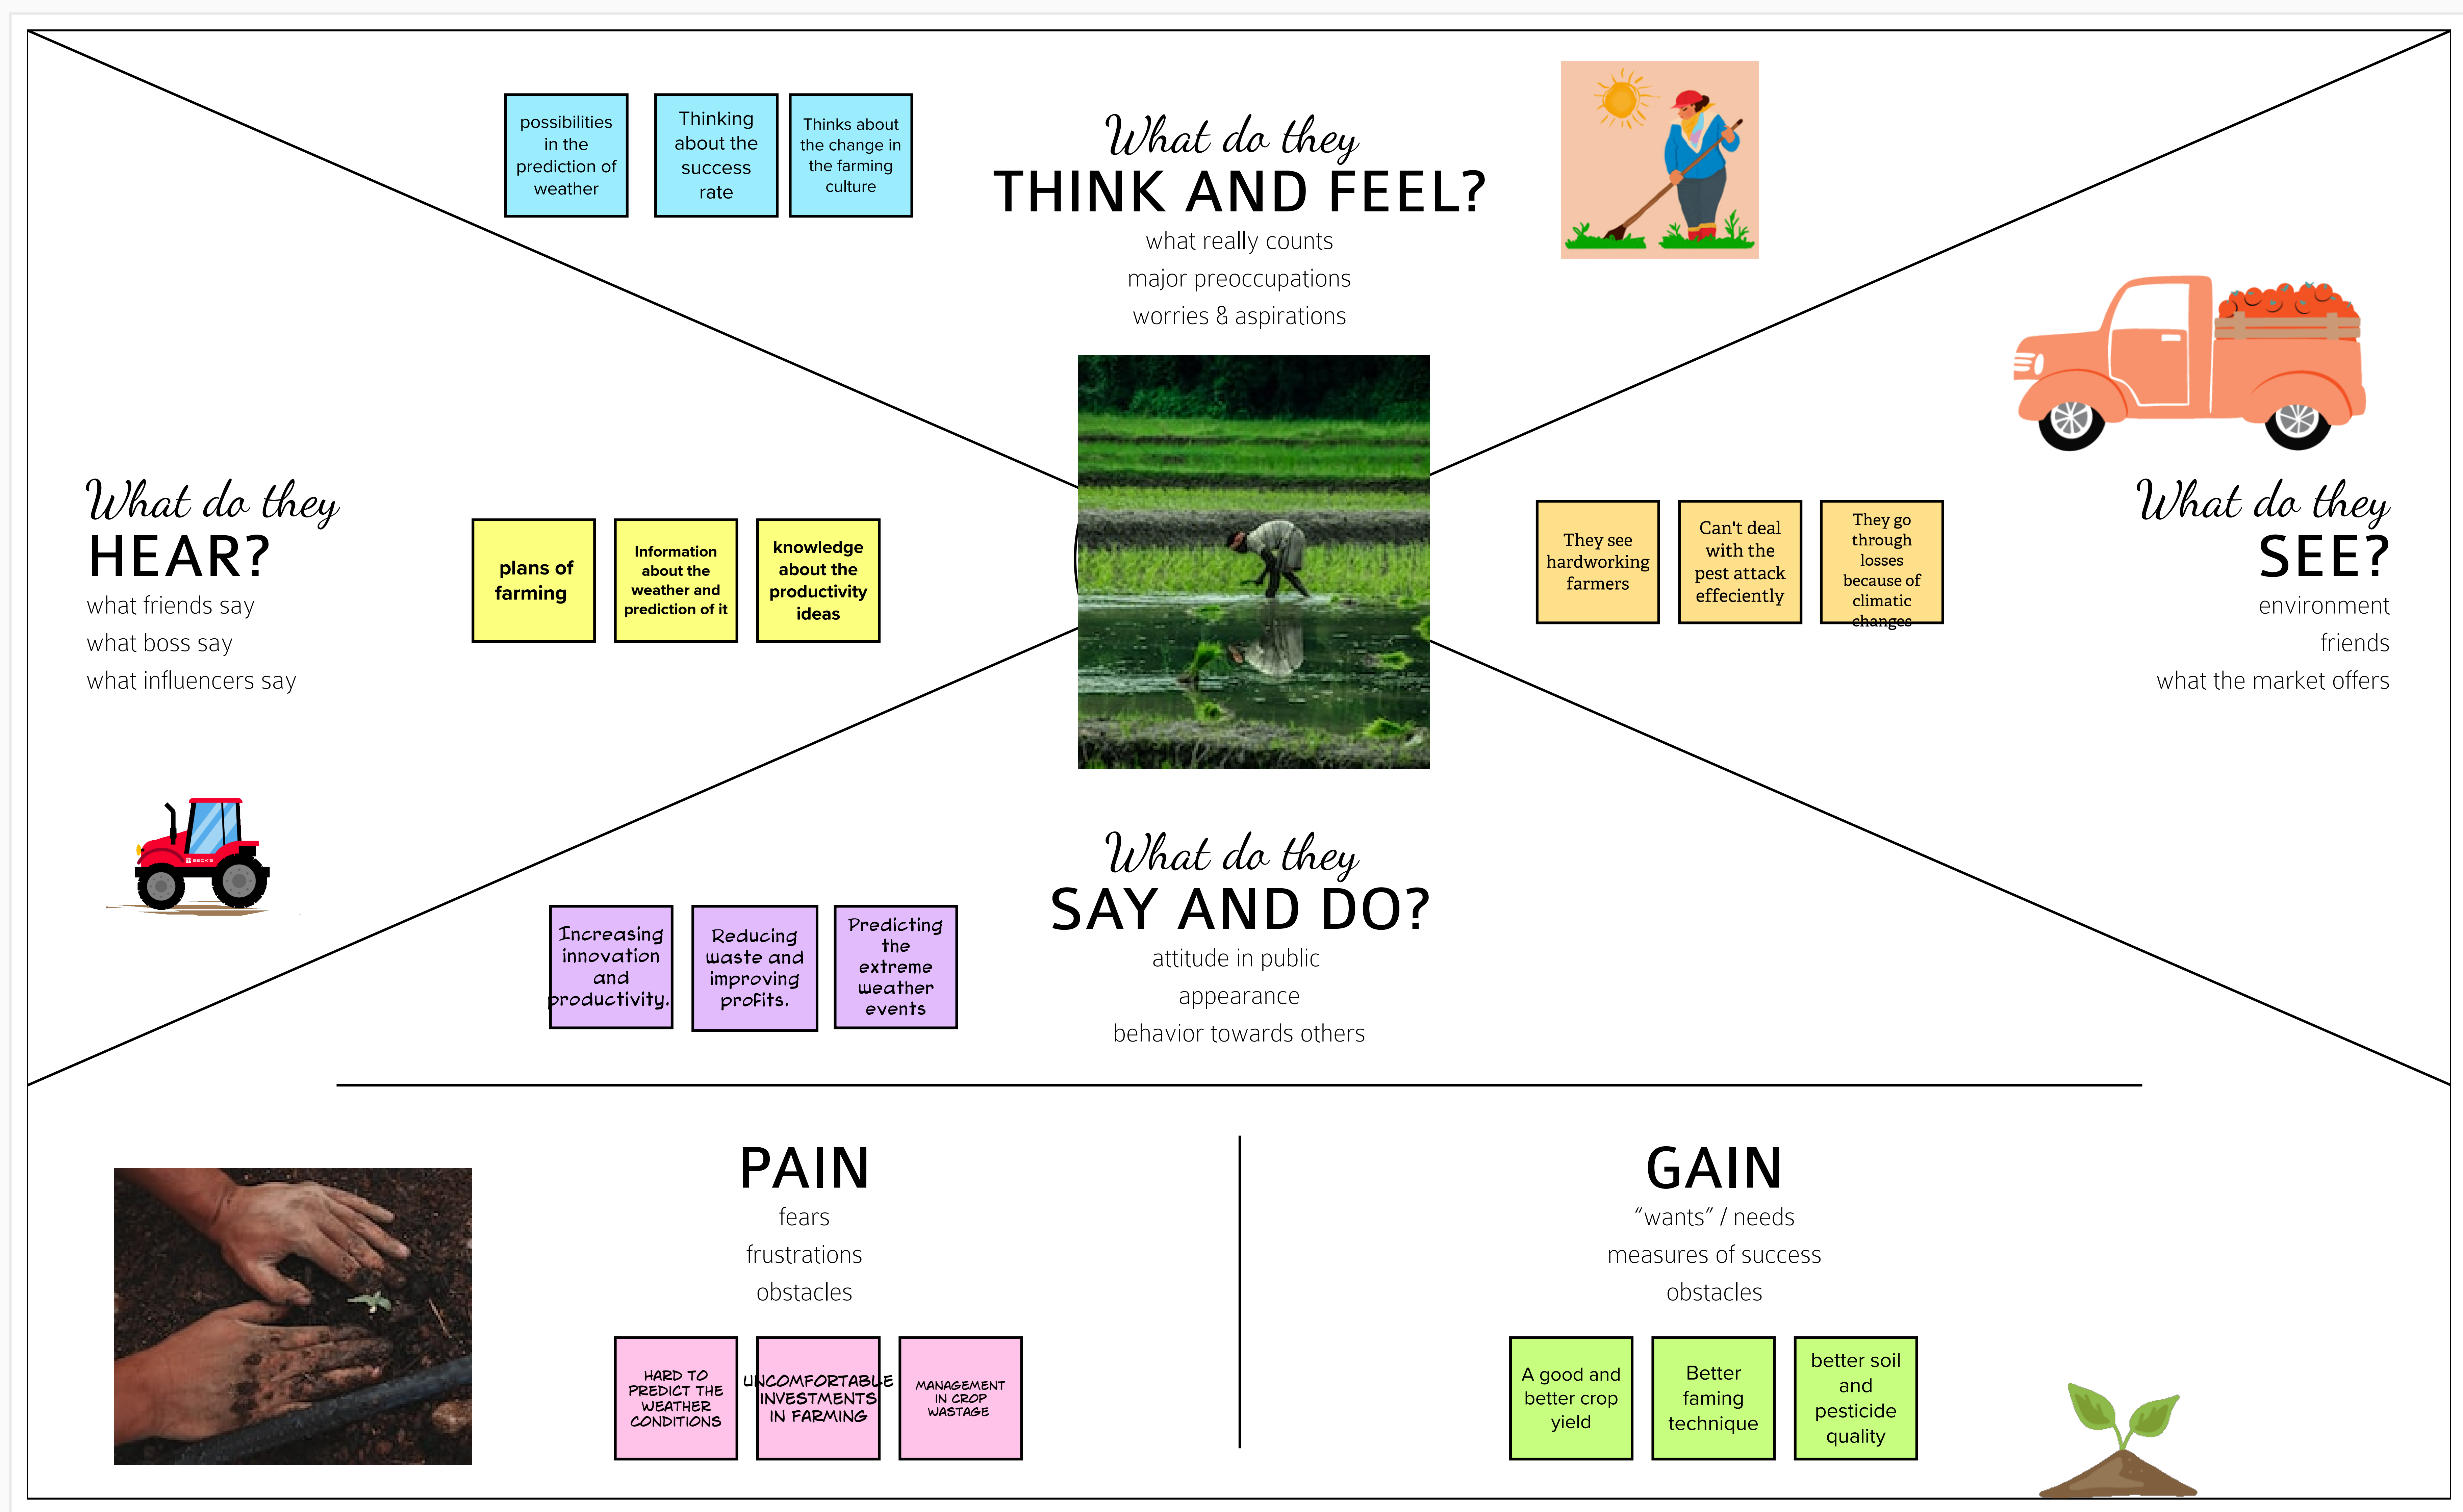 possibilities
in the
prediction of
weather
Thinking
about the
success
rate
Thinks about
the change in
the farming
culture
What do they
THINK AND FEEL?
what really counts
major preoccupations
worries & aspirations
What do they
HEAR?
what friends say
what boss say
what influencers say
plans of
farming
Information
about the
weather and
prediction of it
knowledge
about the
productivity
ideas
They see
hardworking
farmers
Can't deal
with the
pest attack
effeciently
They go
through
losses
because of
climatic
changes
What do they
SEE?
environment
friends
what the market offers
BECK'S
Increasing
innovation
and
productivity.
Reducing
waste and
improving
profits.
Predicting
the
extreme
weather
events
What do they
SAY AND DO?
attitude in public
appearance
behavior towards others
PAIN
fears
frustrations
obstacles
HARD TO
PREDICT THE
WEATHER
CONDITIONS
UNCOMFORTABLE
INVESTMENTS
IN FARMING
MANAGEMENT
IN CROP
WASTAGE
GAIN
“wants” / needs
measures of success
obstacles
A good and
better crop
yield
Better
faming
technique
better soil
and
pesticide
quality